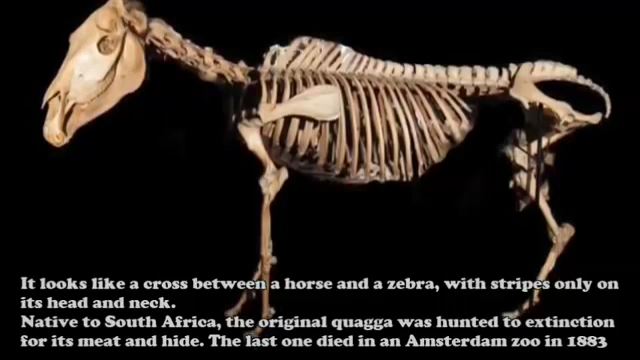 It looks like a cross between a horse and a zebra, with stripes only on
its head and neck.
Native to South Africa, the original quagga was hunted to extinction
for its meat and hide. The last one died in an Amsterdam zoo in 1883